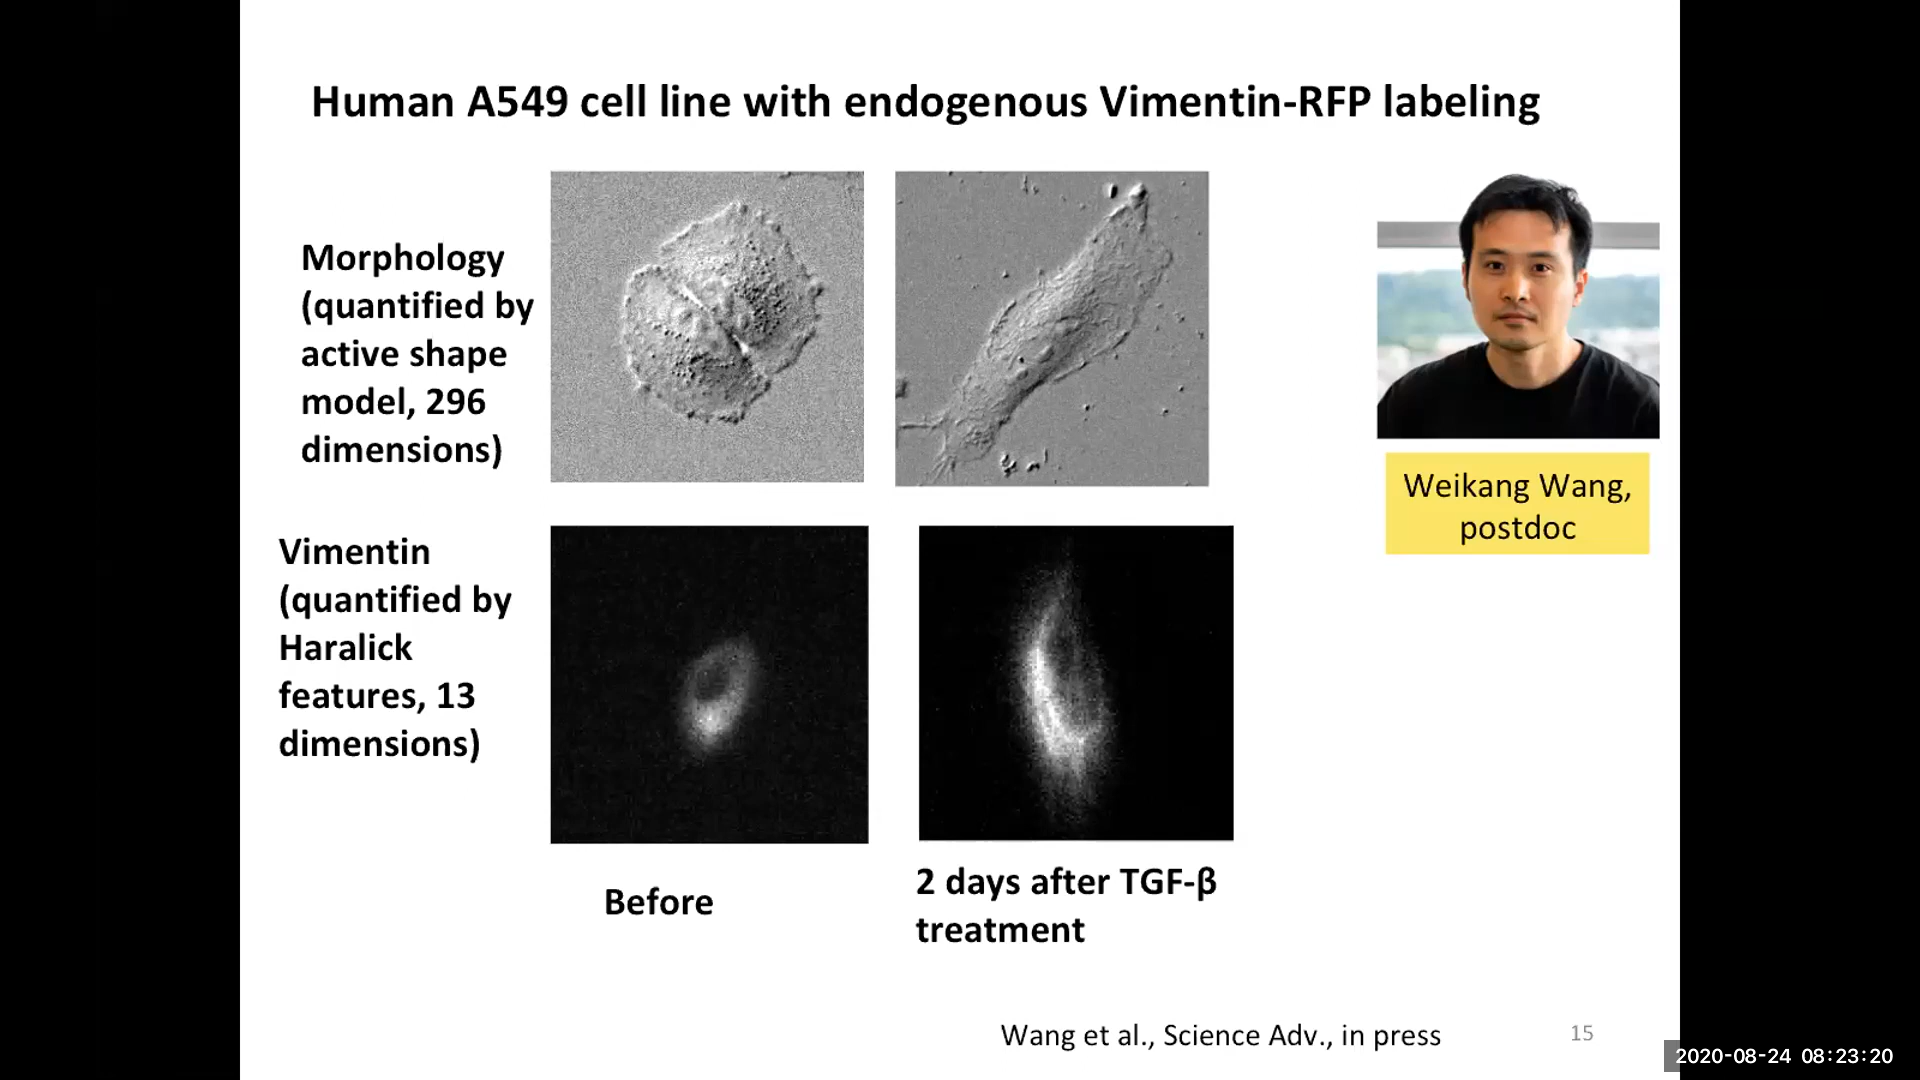 Human A549 cell line with endogenous Vimentin-RFP labeling
Morphology
(quantified by
active shape
model, 296
dimensions)
Weikang Wang,
postdoc
Vimentin
(quantified by
Haralick
features, 13
dimensions)
Before
2 days after TGF-β
treatment
Wang et al., Science Adv., in press
15
2020-08-24 08:23:20